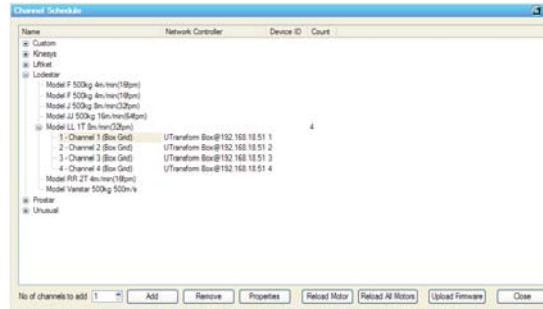 Channel Schedule
Name Network Controller Device ID Count
Custom
Kinesys
Liftket
Lodestar
Model F 500kg 4m/min(16fpm)
Model F 500kg 4m/min(16fpm)
Model J 500kg 8m/min(32fpm)
Model JJ 500kg 16m/min(64fpm)
Model LL 1T 8m/min(32fpm) 4
1 - Channel 1 (Box Grid) UTransform Box@192.168.18.51 1
2 - Channel 2 (Box Grid) UTransform Box@192.168.18.51 2
3 - Channel 3 (Box Grid) UTransform Box@192.168.18.51 3
4 - Channel 4 (Box Grid) UTransform Box@192.168.18.51 4
Model RR 2T 4m/min(16fpm)
Model Varistar 500kg 500m/s
Prostar
Unusual
No of channels to add 1 Add Remove Properties Reload Motor Reload All Motors Upload Firmware Close